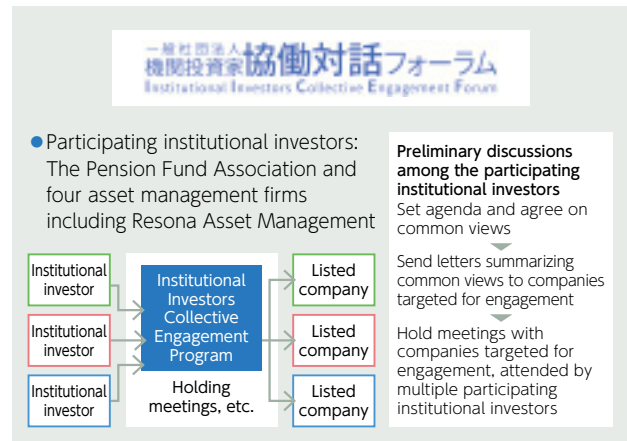 一般社団法人
機関投資家協働対話フォーラム
Institutional Investors Collective Engagement Forum
●Participating institutional investors:
The Pension Fund Association and
four asset management firms
including Resona Asset Management
Institutional
investor
Institutional
investor
Institutional
investor
Institutional
Investors
Collective
Engagement
Program
Holding
meetings, etc.
Listed
company
Listed
company
Listed
company
Preliminary discussions
among the participating
institutional investors
Set agenda and agree on
common views
Send letters summarizing
common views to companies
targeted for engagement
Hold meetings with
companies targeted for
engagement, attended by
multiple participating
institutional investors